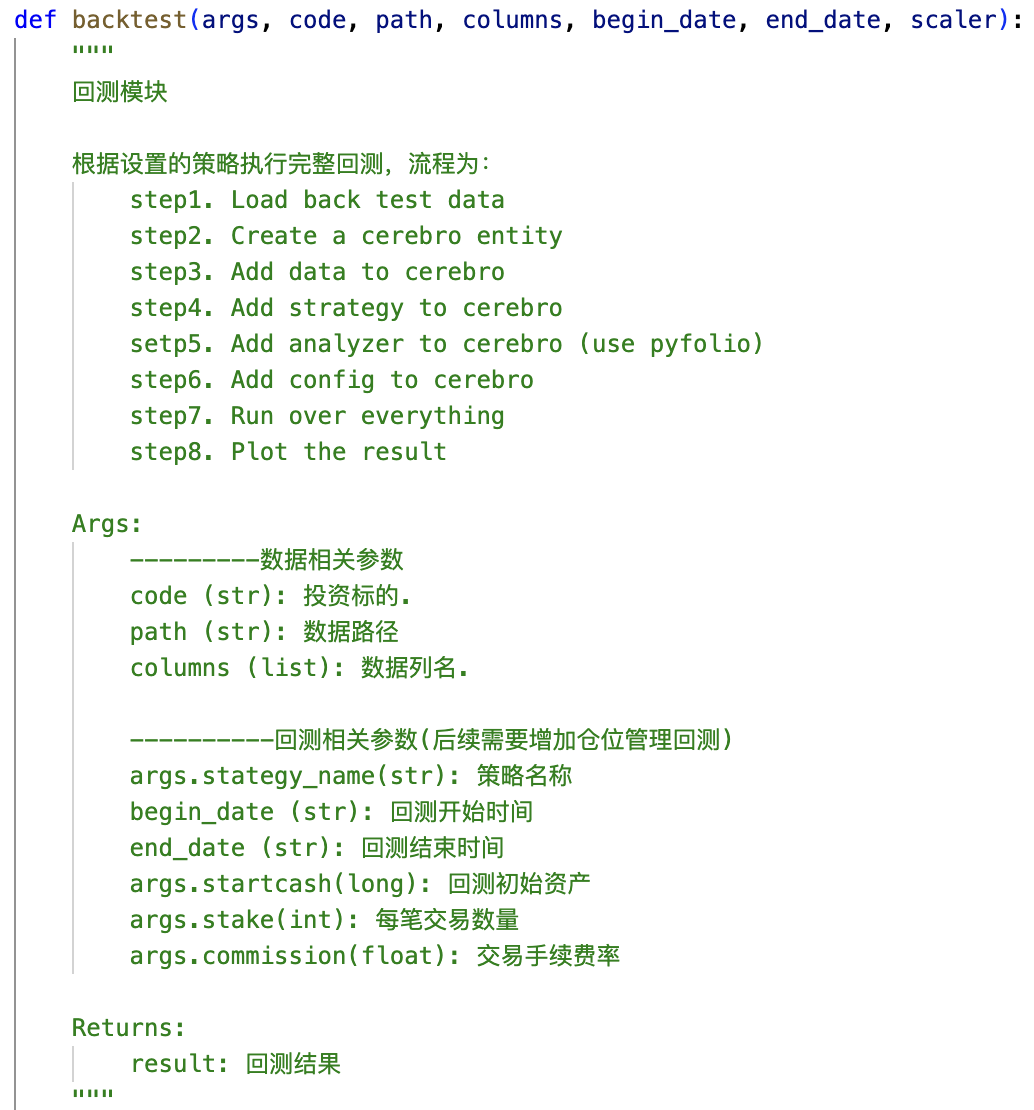 def backtest(args, code, path, columns, begin_date, end_date, scaler):
"""
回测模块
根据设置的策略执行完整回测, 流程为:
step1. Load back test data
step2. Create a cerebro entity
step3. Add data to cerebro
step4. Add strategy to cerebro
setp5. Add analyzer to cerebro (use pyfolio)
step6. Add config to cerebro
step7. Run over everything
step8. Plot the result
Args:
---------数据相关参数
code (str): 投资标的.
path (str): 数据路径
columns (list): 数据列名.
----------回测相关参数(后续需要增加仓位管理回测)
args.stategy_name(str): 策略名称
begin_date (str): 回测开始时间
end_date (str): 回测结束时间
args.startcash(long): 回测初始资产
args.stake(int): 每笔交易数量
args.commission(float): 交易手续费率
Returns:
result: 回测结果
"""